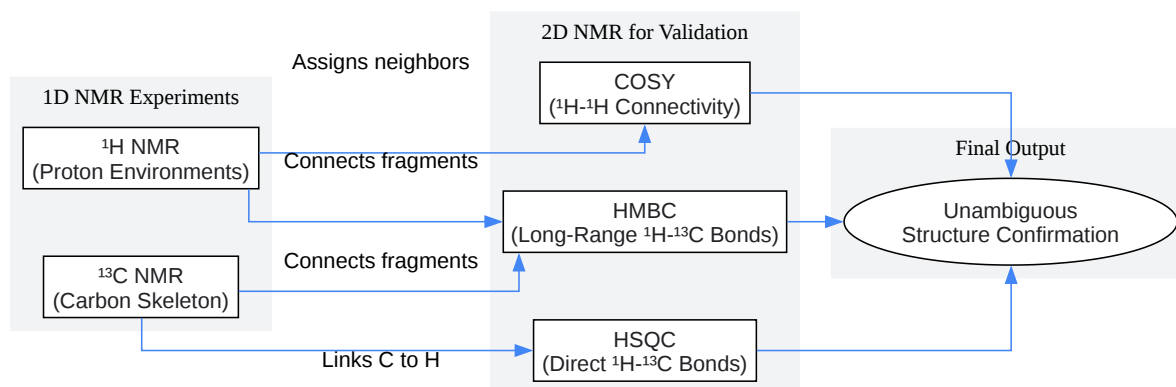 2D NMR for Validation
Assigns neighbors
COSY
(¹H-¹H Connectivity)
1D NMR Experiments
¹H NMR
(Proton Environments)
Connects fragments
Final Output
HMBC
(Long-Range ¹H-¹³C Bonds)
Unambiguous
Structure Confirmation
Connects fragments
¹³C NMR
(Carbon Skeleton)
HSQC
(Direct ¹H-¹³C Bonds)
Links C to H